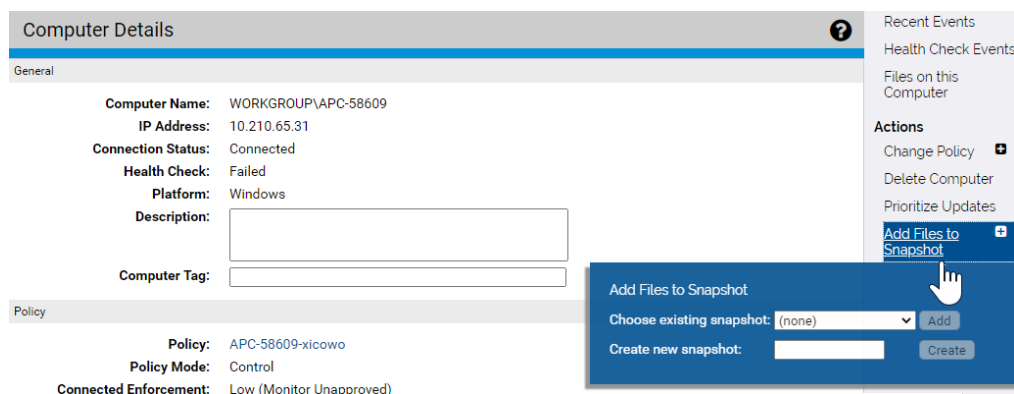 Computer Details
General
Computer Name: WORKGROUP\APC-58609
IP Address: 10.210.65.31
Connection Status: Connected
Health Check: Failed
Platform: Windows
Description:
Computer Tag:
Policy
Policy: APC-58609-xicowo
Policy Mode: Control
Connected Enforcement: Low (Monitor Unapproved)
Recent Events
Health Check Events
Files on this
Computer
Actions
Change Policy
Delete Computer
Prioritize Updates
Add Files to
Snapshot
Add Files to Snapshot
Choose existing snapshot: (none) Add
Create new snapshot: Create